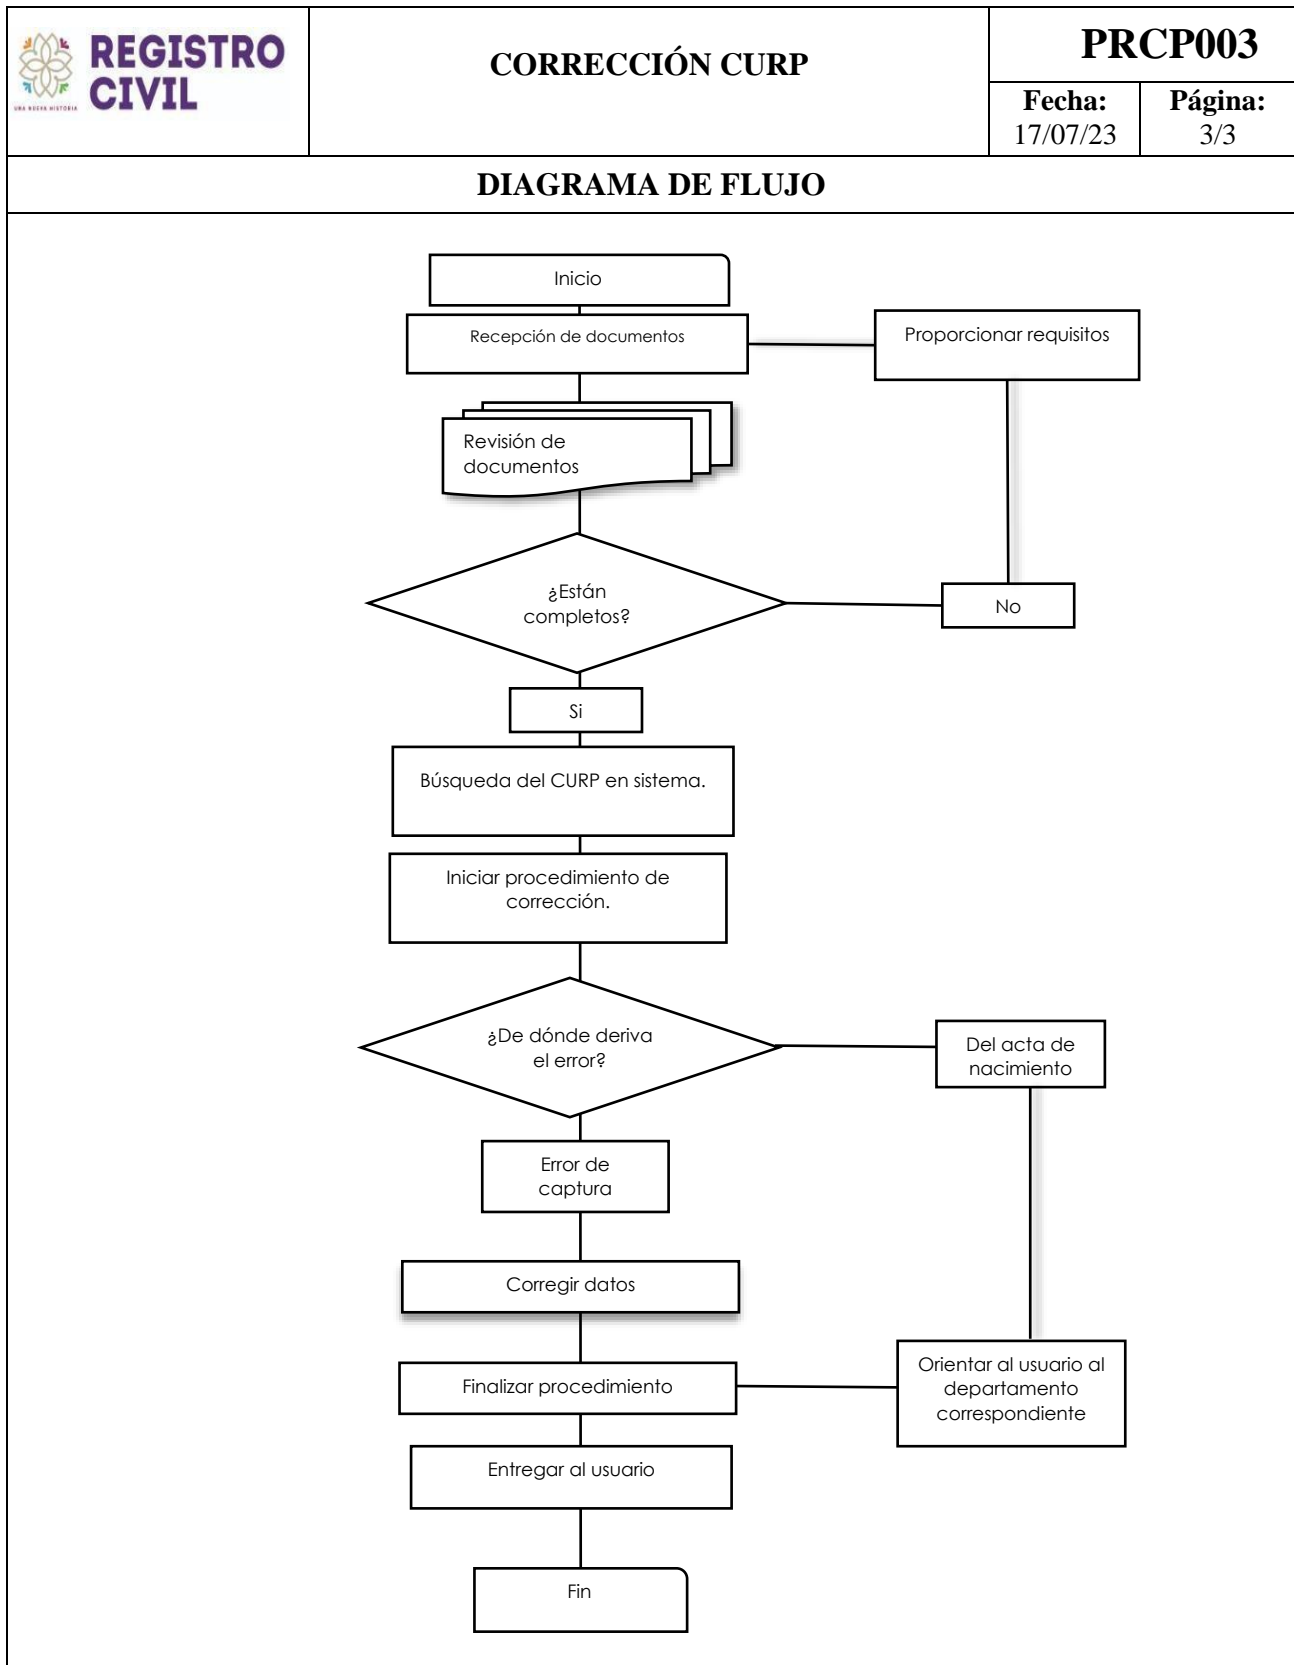 REGISTRO
CIVIL
UNA NUEVA HISTORIA
CORRECCIÓN CURP
PRCP003
Fecha:
17/07/23
Página:
3/3
DIAGRAMA DE FLUJO
Inicio
Recepción de documentos
Proporcionar requisitos
Revisión de
documentos
¿Están
completos?
No
Si
Búsqueda del CURP en sistema.
Iniciar procedimiento de
corrección.
¿De dónde deriva
el error?
Del acta de
nacimiento
Error de
captura
Corregir datos
Finalizar procedimiento
Orientar al usuario al
departamento
correspondiente
Entregar al usuario
Fin